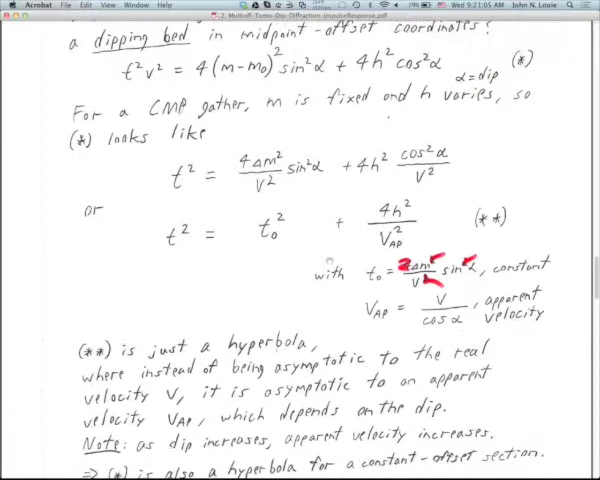 Acrobat File Edit View Window Help 79% Wed 9:21:05 AM John N. Louie
2. Multioff-Tomo-Dip-Diffraction-ImpulseResponse.pdf
a dipping bed in midpoint-offset coordinates?
t²v² = 4(m-m₀)² sin²α + 4h² cos²α (*)
α=dip
For a CMP gather, m is fixed and h varies, so
(*) looks like
t² = 4Δm²/V² sin²α + 4h² cos²α/V²
or
t² = t₀² + 4h²/V_AP² (**)
with t₀ = 2Δm/V sin α, constant
V_AP = V/cos α, apparent velocity
(**) is just a hyperbola,
where instead of being asymptotic to the real
velocity V, it is asymptotic to an apparent
velocity V_AP, which depends on the dip.
Note: as dip increases, apparent velocity increases.
⇒ (*) is also a hyperbola for a constant-offset section.